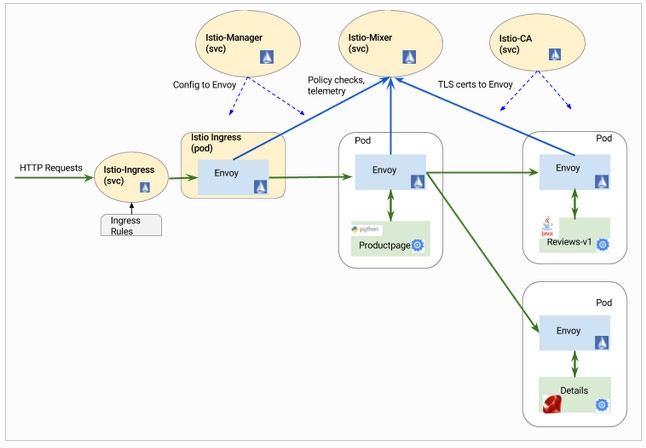 Istio-Manager
(svc)
Istio-Mixer
(svc)
Istio-CA
(svc)
Config to Envoy
Policy checks,
telemetry
TLS certs to Envoy
HTTP Requests
Istio-Ingress
(svc)
Ingress
Rules
Istio Ingress
(pod)
Envoy
Pod
Envoy
python
Productpage
Pod
Envoy
Java
Reviews-v1
Pod
Envoy
Details